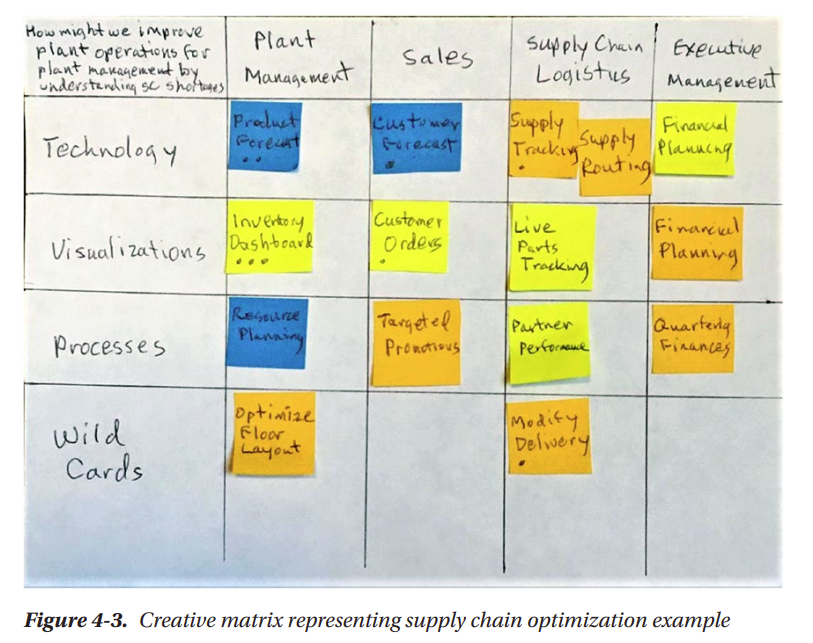 How might we improve
plant operations for
plant management by
understanding SC shortages
Plant
Management
Sales
Supply Chain
Logistics
Executive
Management
Technology
Product
Forecast
Customer
Forecast
Supply
Tracking
Supply
Routing
Financial
Planning
Visualizations
Inventory
Dashboard
Customer
Orders
Live
Parts
Tracking
Financial
Planning
Processes
Resource
Planning
Targeted
Promotions
Partner
Performance
Quarterly
Finances
Wild
Cards
Optimize
Floor
Layout
Modify
Delivery
Figure 4-3. Creative matrix representing supply chain optimization example